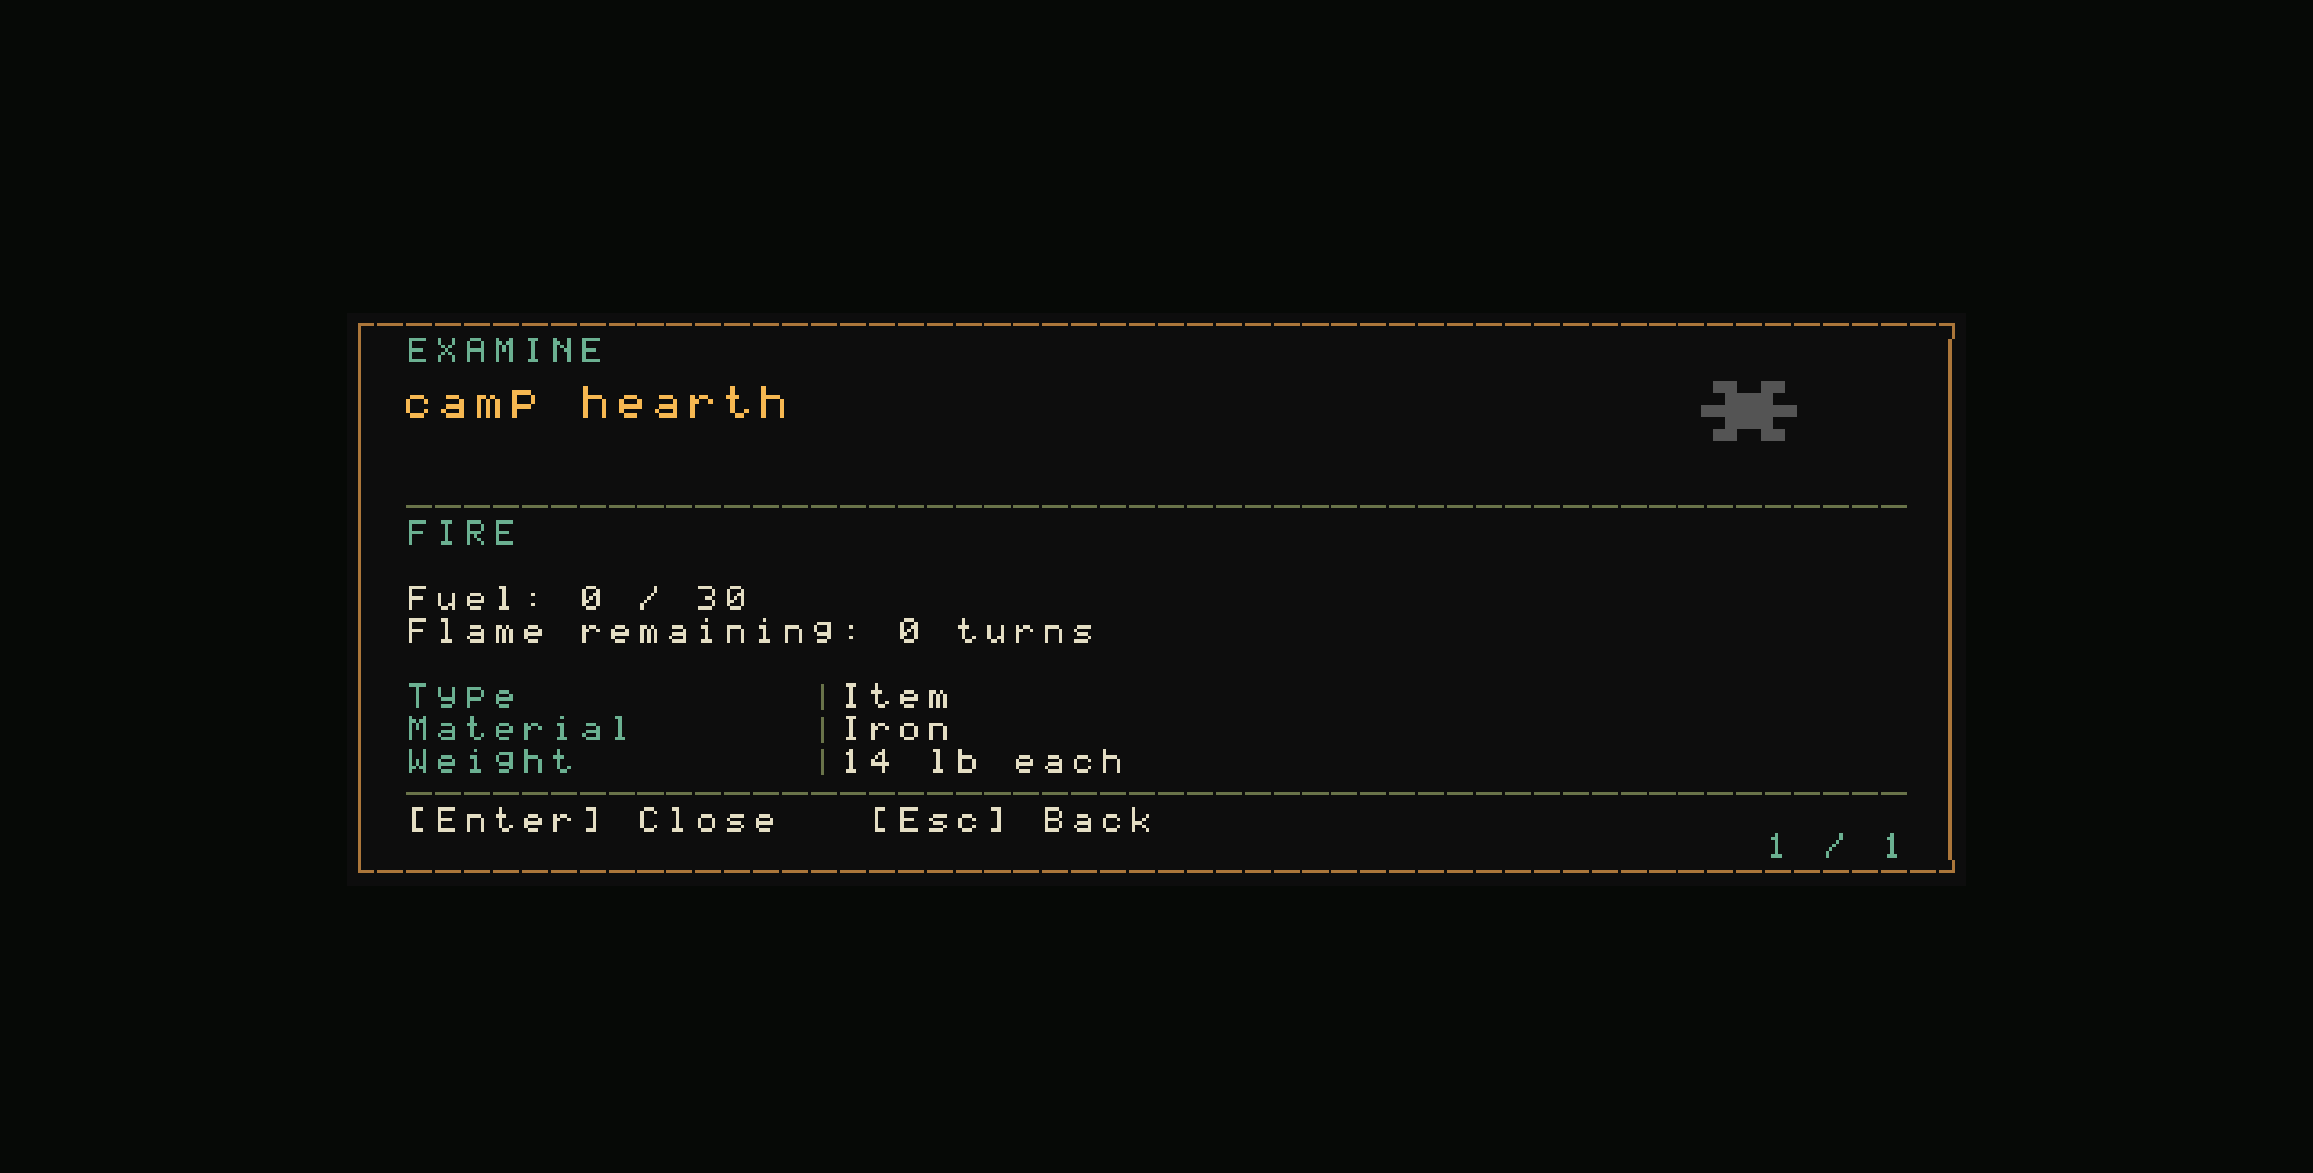 EXAMINE
camp hearth
FIRE
Fuel: 0 / 30
Flame remaining: 0 turns
Type |Item
Material |Iron
Weight |14 lb each
[Enter] Close [Esc] Back
1 / 1